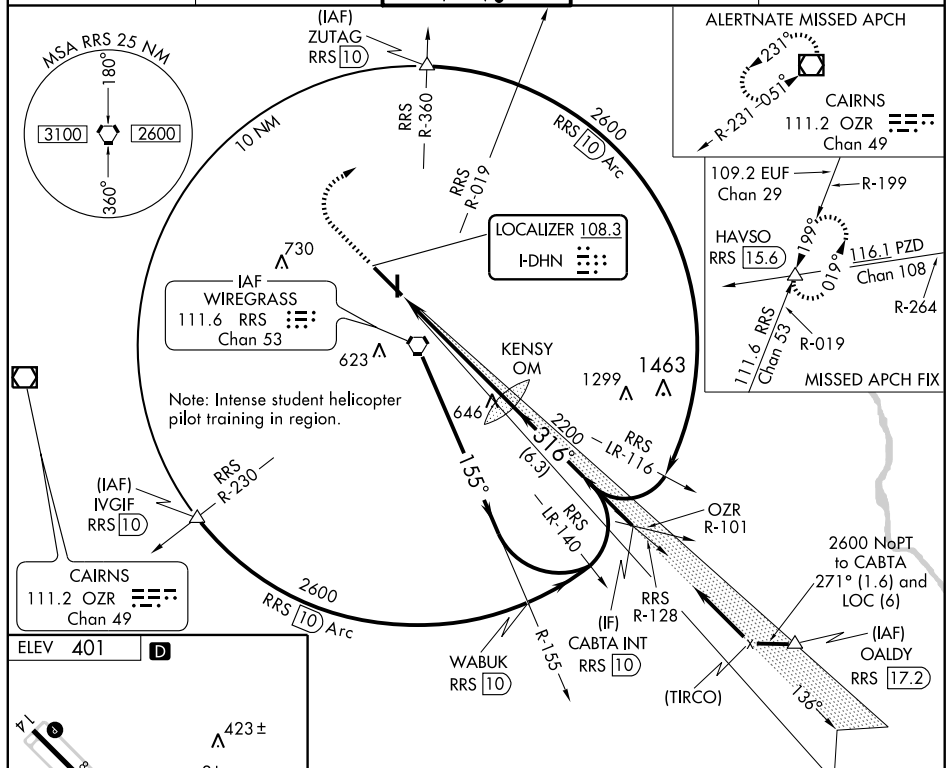 MSA RRS 25 NM
180°
3100
2600
360°
(IAF)
ZUTAG
RRS 10
10 NM
RRS
R-360
RRS
R-019
2600
RRS 10 Arc
ALERTNATE MISSED APCH
231°
051°
R-231
CAIRNS
111.2 OZR
Chan 49
109.2 EUF
Chan 29
R-199
HAVSO
RRS 15.6
199°
019°
116.1 PZD
Chan 108
R-264
111.6 RRS
Chan 53
R-019
MISSED APCH FIX
LOCALIZER 108.3
I-DHN
730
IAF
WIREGRASS
111.6 RRS
Chan 53
623
KENSY
OM
1299
1463
646
Note: Intense student helicopter
pilot training in region.
2200
316°
(6.3)
RRS
LR-116
155°
RRS
LR-140
OZR
R-101
RRS
R-230
(IAF)
IVGIF
RRS 10
2600 NoPT
to CABTA
271° (1.6) and
LOC (6)
CAIRNS
111.2 OZR
Chan 49
2600
RRS 10 Arc
RRS
R-128
(IF)
CABTA INT
RRS 10
WABUK
RRS 10
R-155
(TIRCO)
x
(IAF)
OALDY
RRS 17.2
136°
ELEV 401
D
14
P
423 ±